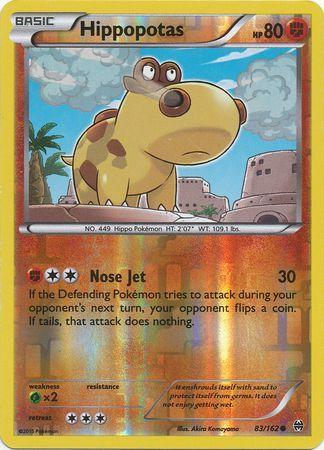 BASIC
Hippopotas
HP 80
NO. 449 Hippo Pokémon HT: 2'07" WT: 109.1 lbs.
Nose Jet 30
If the Defending Pokémon tries to attack during your
opponent's next turn, your opponent flips a coin.
If tails, that attack does nothing.
weakness resistance
×2
retreat
It enshrouds itself with sand to
protect itself from germs. It does
not enjoy getting wet.
Illus. Akira Komayama 83/162
©2015 Pokémon